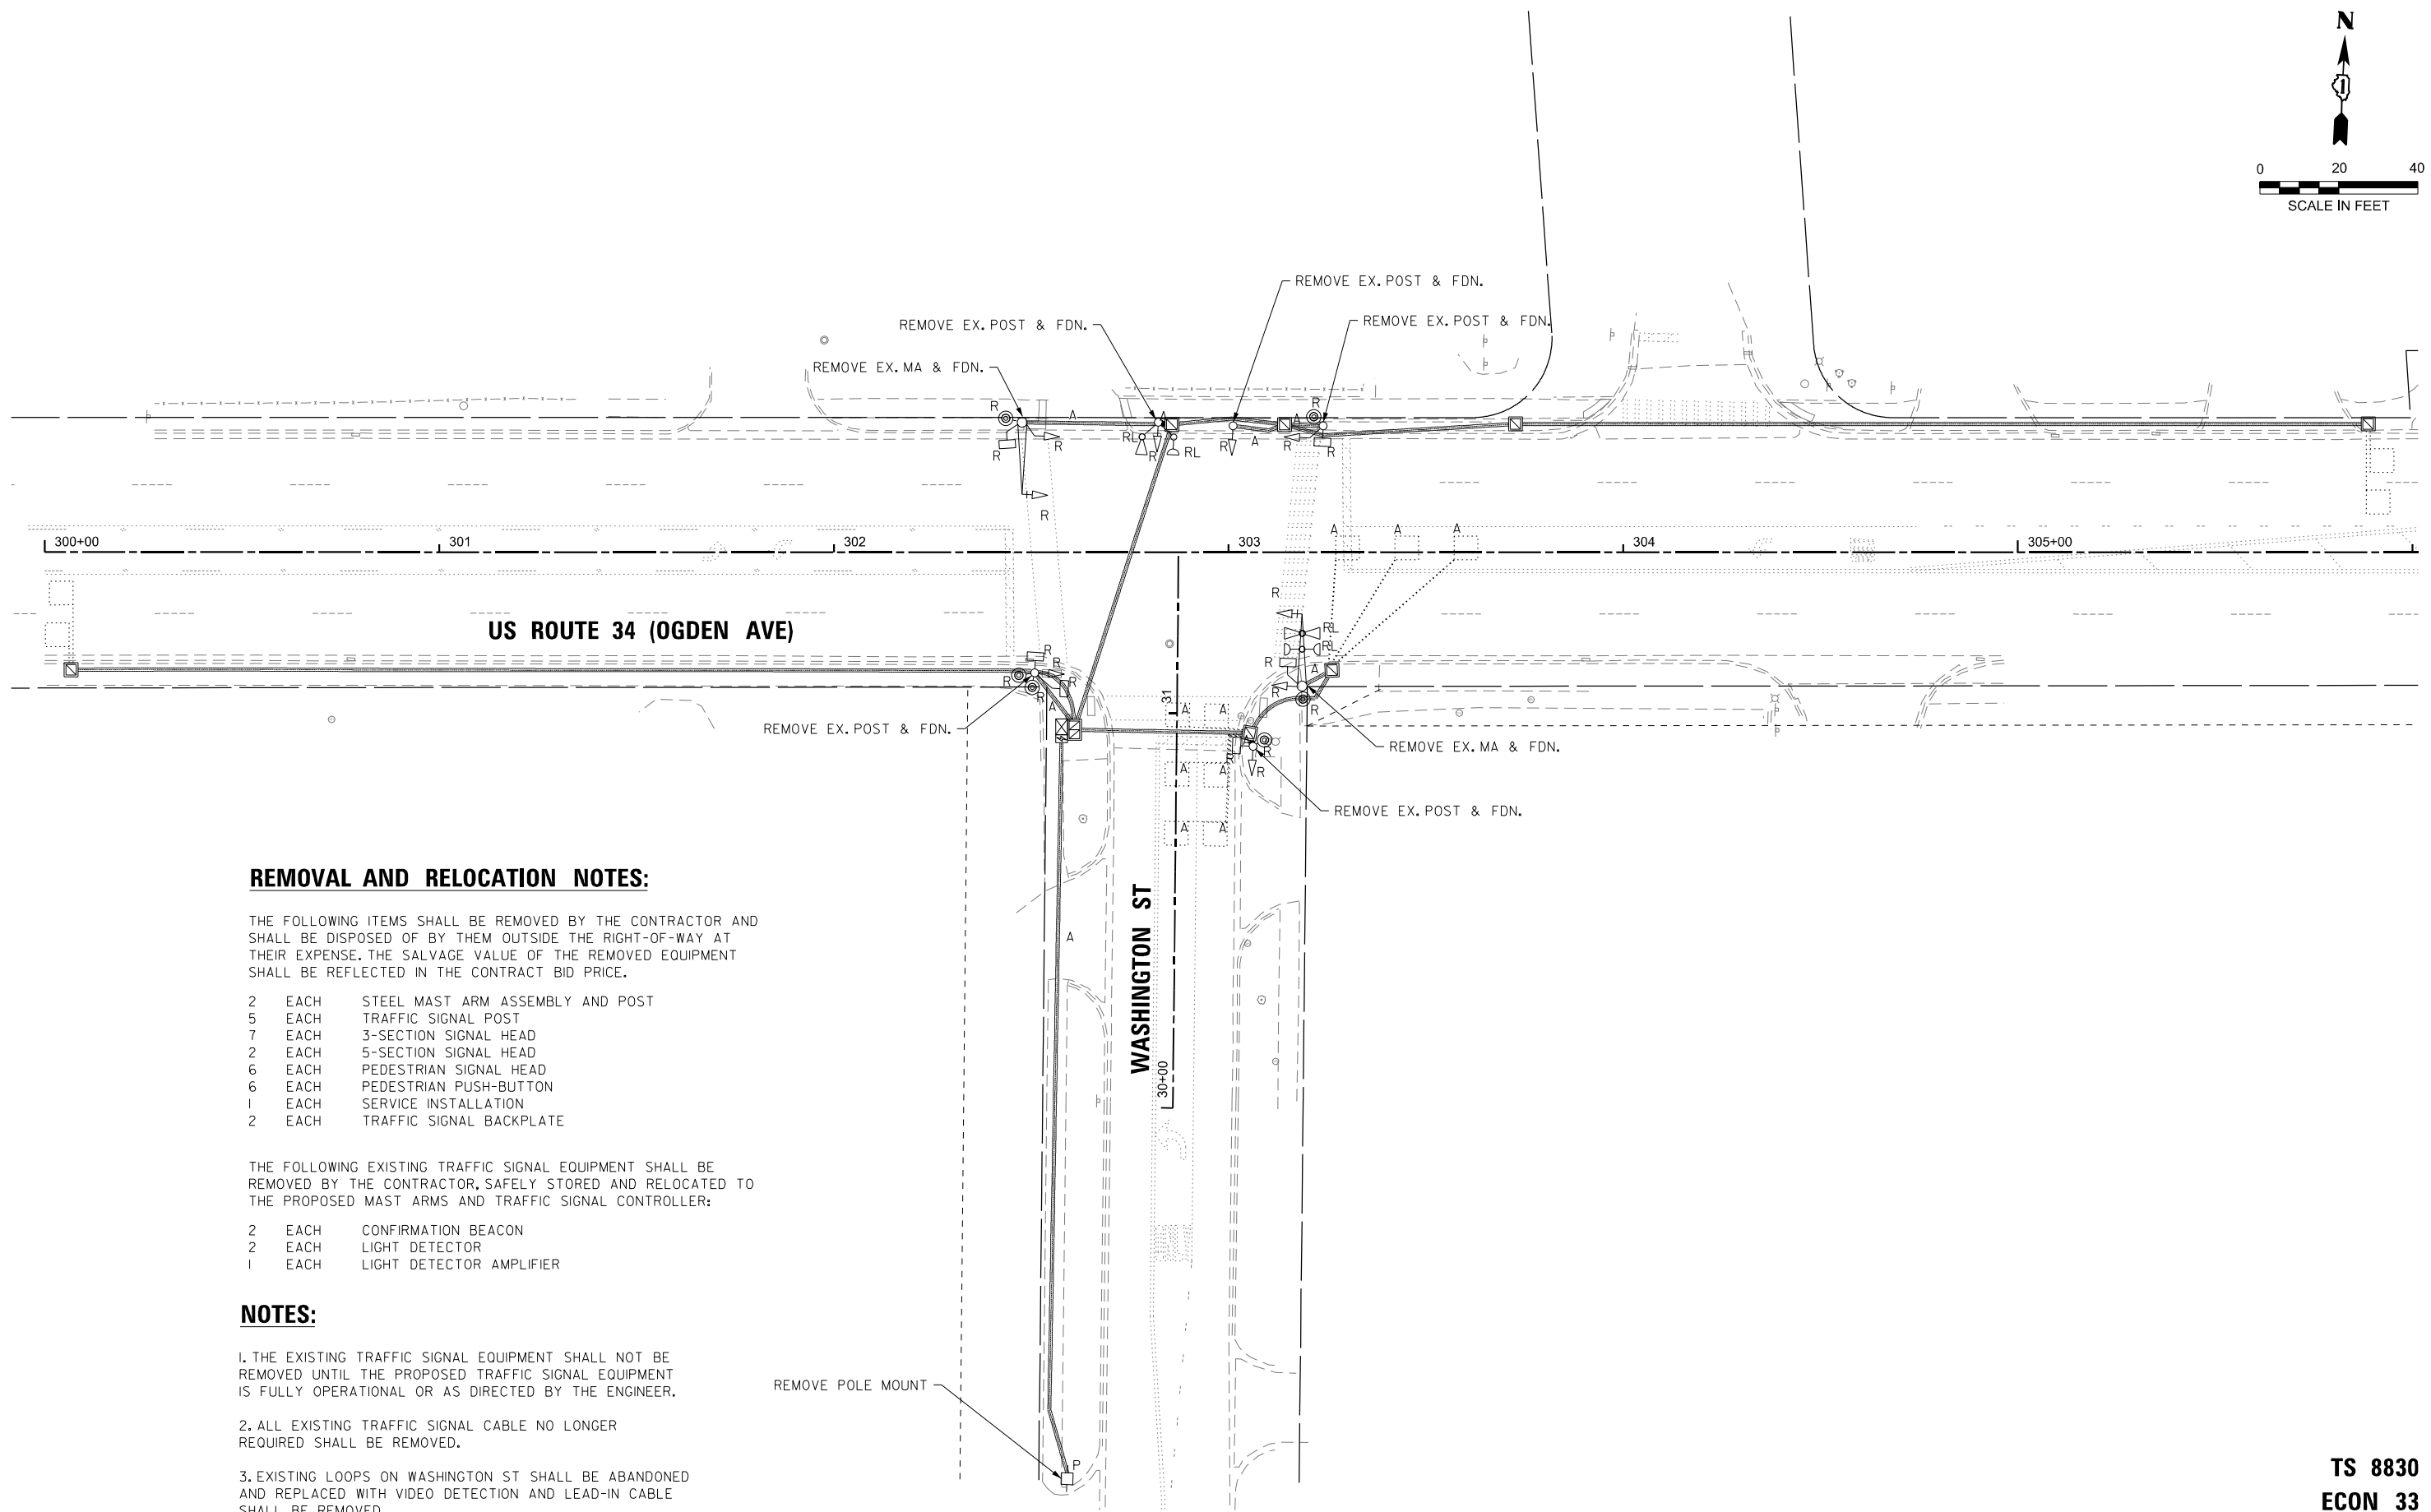 N
1
0 20 40
SCALE IN FEET
REMOVE EX. POST & FDN.
REMOVE EX. POST & FDN.
REMOVE EX. POST & FDN.
REMOVE EX. MA & FDN.
R
A
A
A
R
R
R
RL
R
RL
R
A
R
R
R
A
A
A
300+00
301
302
303
304
305+00
US ROUTE 34 (OGDEN AVE)
R
RL
RL
R
A
R
R
R
R
R
R
R
A
31
A
A
REMOVE EX. POST & FDN.
REMOVE EX. MA & FDN.
R
R
R
A
A
REMOVE EX. POST & FDN.
A
A
A
WASHINGTON ST
30+00
REMOVAL AND RELOCATION NOTES:
THE FOLLOWING ITEMS SHALL BE REMOVED BY THE CONTRACTOR AND
SHALL BE DISPOSED OF BY THEM OUTSIDE THE RIGHT-OF-WAY AT
THEIR EXPENSE. THE SALVAGE VALUE OF THE REMOVED EQUIPMENT
SHALL BE REFLECTED IN THE CONTRACT BID PRICE.
2 EACH STEEL MAST ARM ASSEMBLY AND POST
5 EACH TRAFFIC SIGNAL POST
7 EACH 3-SECTION SIGNAL HEAD
2 EACH 5-SECTION SIGNAL HEAD
6 EACH PEDESTRIAN SIGNAL HEAD
6 EACH PEDESTRIAN PUSH-BUTTON
1 EACH SERVICE INSTALLATION
2 EACH TRAFFIC SIGNAL BACKPLATE
THE FOLLOWING EXISTING TRAFFIC SIGNAL EQUIPMENT SHALL BE
REMOVED BY THE CONTRACTOR, SAFELY STORED AND RELOCATED TO
THE PROPOSED MAST ARMS AND TRAFFIC SIGNAL CONTROLLER:
2 EACH CONFIRMATION BEACON
2 EACH LIGHT DETECTOR
1 EACH LIGHT DETECTOR AMPLIFIER
NOTES:
1. THE EXISTING TRAFFIC SIGNAL EQUIPMENT SHALL NOT BE
REMOVED UNTIL THE PROPOSED TRAFFIC SIGNAL EQUIPMENT
IS FULLY OPERATIONAL OR AS DIRECTED BY THE ENGINEER.
2. ALL EXISTING TRAFFIC SIGNAL CABLE NO LONGER
REQUIRED SHALL BE REMOVED.
3. EXISTING LOOPS ON WASHINGTON ST SHALL BE ABANDONED
AND REPLACED WITH VIDEO DETECTION AND LEAD-IN CABLE
SHALL BE REMOVED
REMOVE POLE MOUNT
P
TS 8830
ECON 33